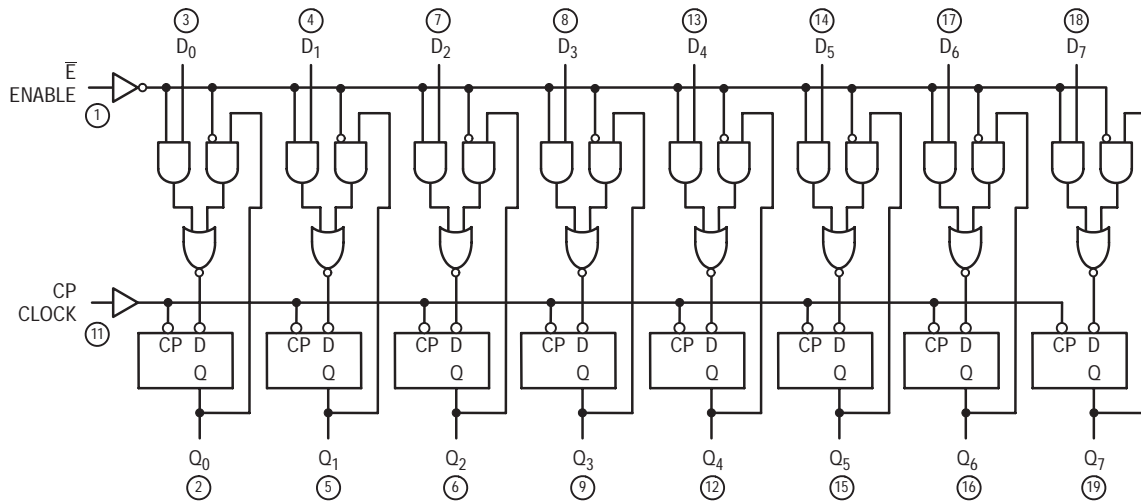 3 4 7 8 13 14 17 18
D0 D1 D2 D3 D4 D5 D6 D7
E̅
ENABLE
1
CP
CLOCK
11
CP D CP D CP D CP D CP D CP D CP D CP D
Q Q Q Q Q Q Q Q
Q0 Q1 Q2 Q3 Q4 Q5 Q6 Q7
2 5 6 9 12 15 16 19